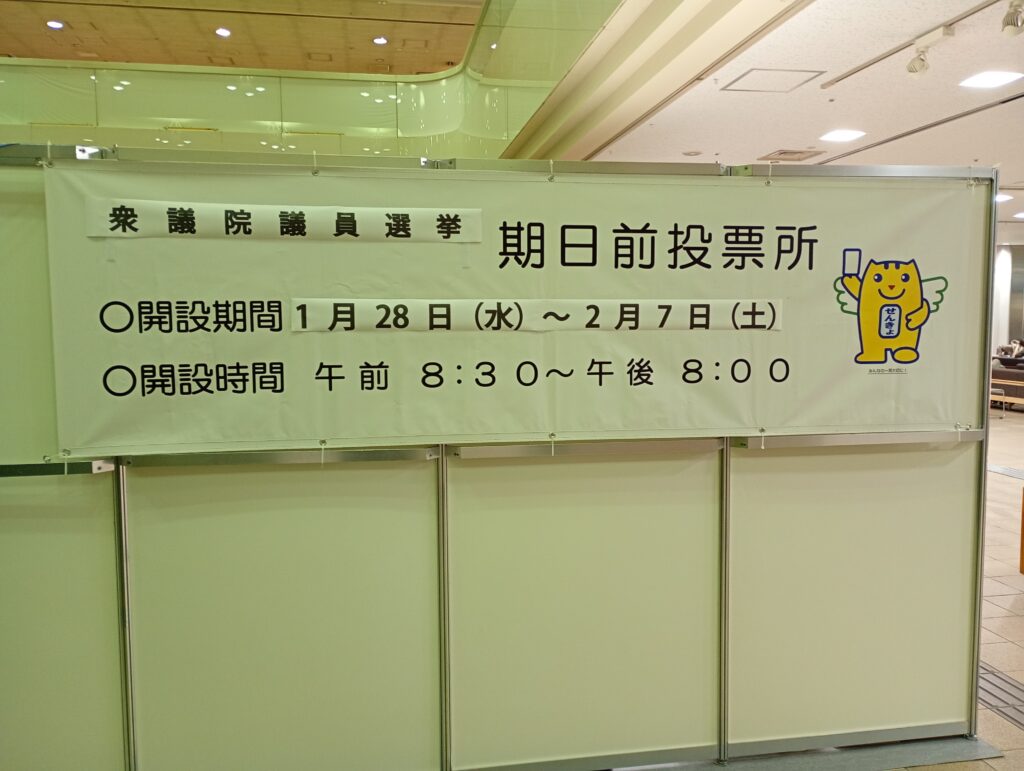 衆議院議員選挙 期日前投票所
○開設期間 1月28日(水)～2月7日(土)
○開設時間 午前 8:30～午後 8:00
せんきょ